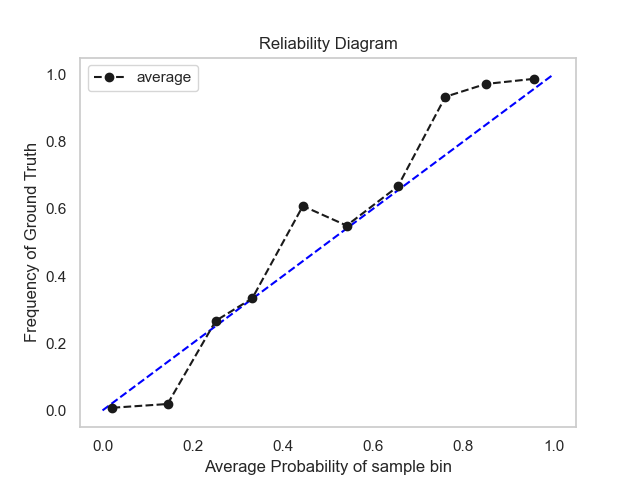 Reliability Diagram
average
Frequency of Ground Truth
1.0
0.8
0.6
0.4
0.2
0.0
0.0 0.2 0.4 0.6 0.8 1.0
Average Probability of sample bin